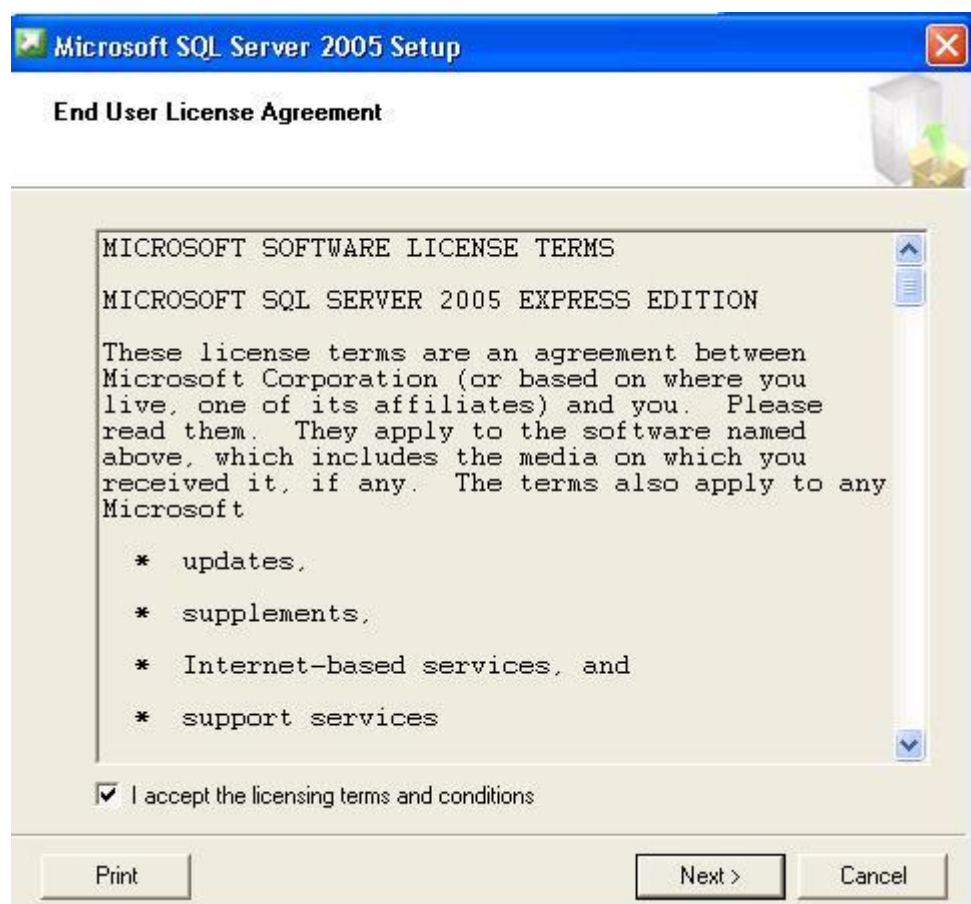 Microsoft SQL Server 2005 Setup
End User License Agreement
MICROSOFT SOFTWARE LICENSE TERMS
MICROSOFT SQL SERVER 2005 EXPRESS EDITION
These license terms are an agreement between
Microsoft Corporation (or based on where you
live, one of its affiliates) and you.  Please
read them.  They apply to the software named
above, which includes the media on which you
received it, if any.  The terms also apply to any
Microsoft
* updates,
* supplements,
* Internet-based services, and
* support services
I accept the licensing terms and conditions
Print Next > Cancel